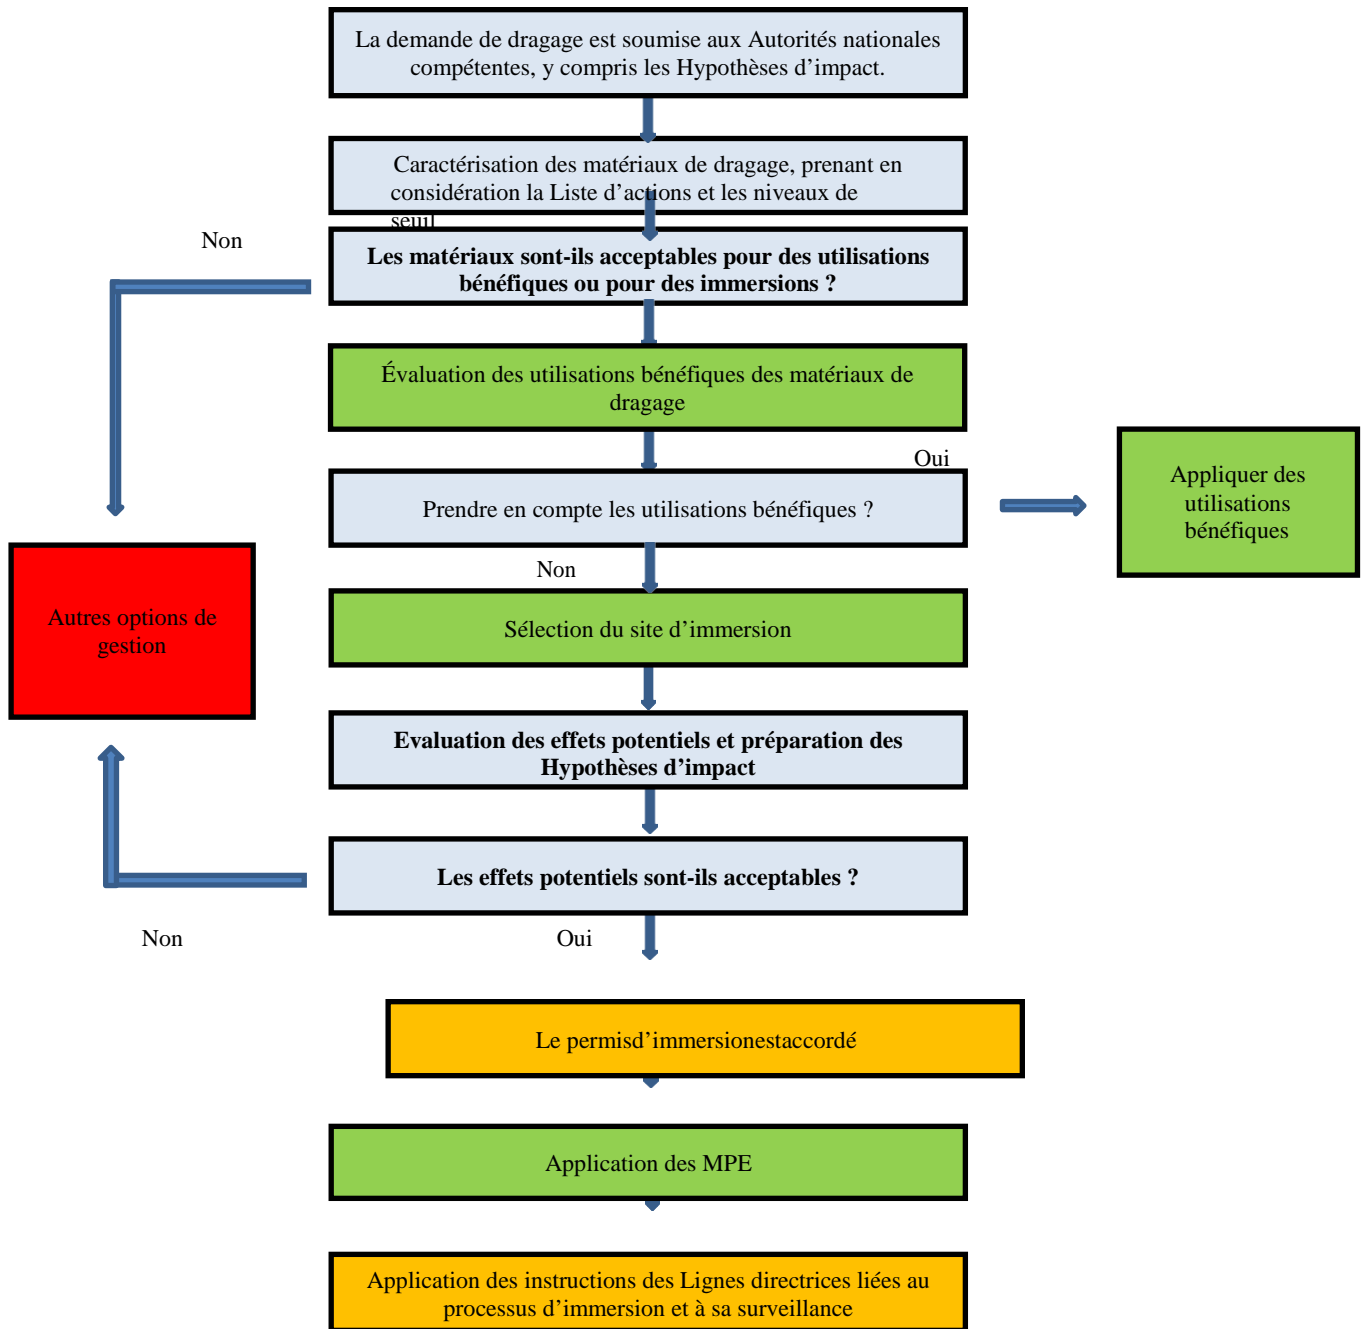 La demande de dragage est soumise aux Autorités nationales
compétentes, y compris les Hypothèses d’impact.
Caractérisation des matériaux de dragage, prenant en
considération la Liste d’actions et les niveaux de
seuil
Non
Les matériaux sont-ils acceptables pour des utilisations
bénéfiques ou pour des immersions ?
Évaluation des utilisations bénéfiques des matériaux de
dragage
Oui
Prendre en compte les utilisations bénéfiques ?
Appliquer des
utilisations
bénéfiques
Non
Autres options de
gestion
Sélection du site d’immersion
Evaluation des effets potentiels et préparation des
Hypothèses d’impact
Les effets potentiels sont-ils acceptables ?
Non
Oui
Le permisd’immersionestaccordé
Application des MPE
Application des instructions des Lignes directrices liées au
processus d’immersion et à sa surveillance